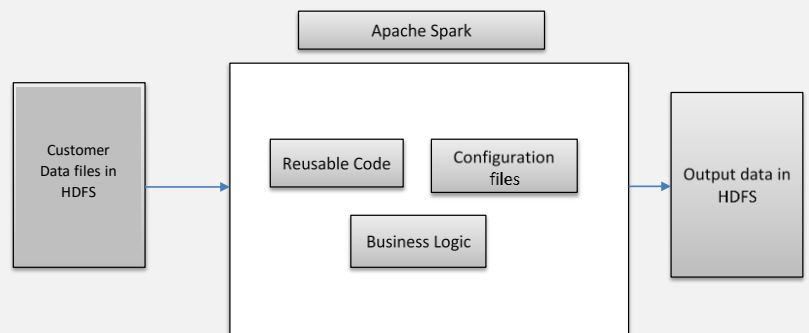 Apache Spark
Customer
Data files in
HDFS
Reusable Code
Configuration
files
Business Logic
Output data in
HDFS